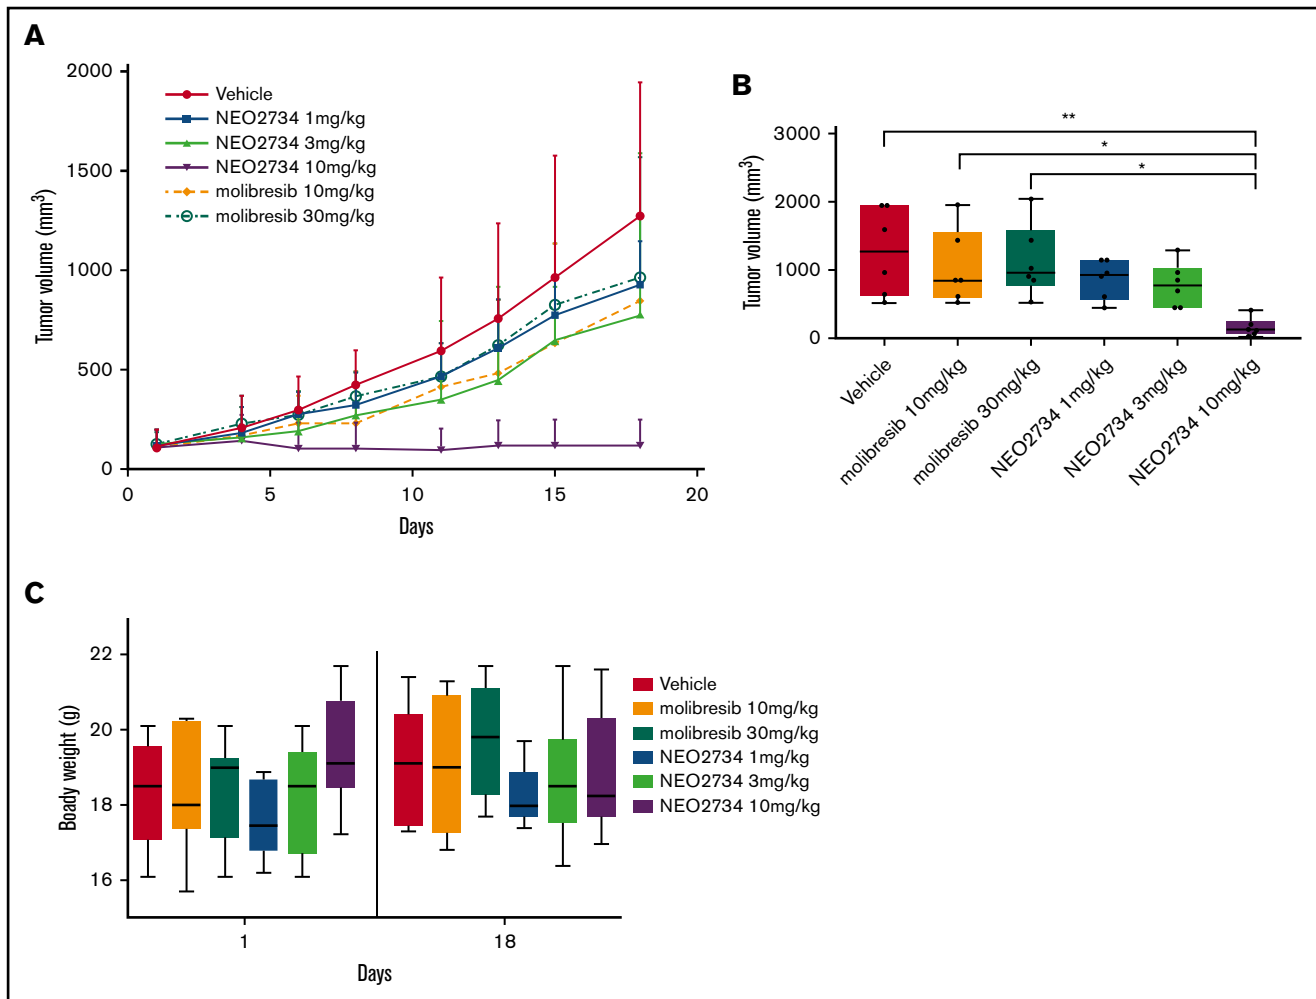 A
2000
1500
1000
500
0
Tumor volume (mm³)
Vehicle
NEO2734 1mg/kg
NEO2734 3mg/kg
NEO2734 10mg/kg
molibresib 10mg/kg
molibresib 30mg/kg
0 5 10 15 20
Days
B
3000
2000
1000
0
Tumor volume (mm³)
**
*
*
Vehicle
molibresib 10mg/kg
molibresib 30mg/kg
NEO2734 1mg/kg
NEO2734 3mg/kg
NEO2734 10mg/kg
C
22
20
18
16
Boady weight (g)
1 18
Days
Vehicle
molibresib 10mg/kg
molibresib 30mg/kg
NEO2734 1mg/kg
NEO2734 3mg/kg
NEO2734 10mg/kg